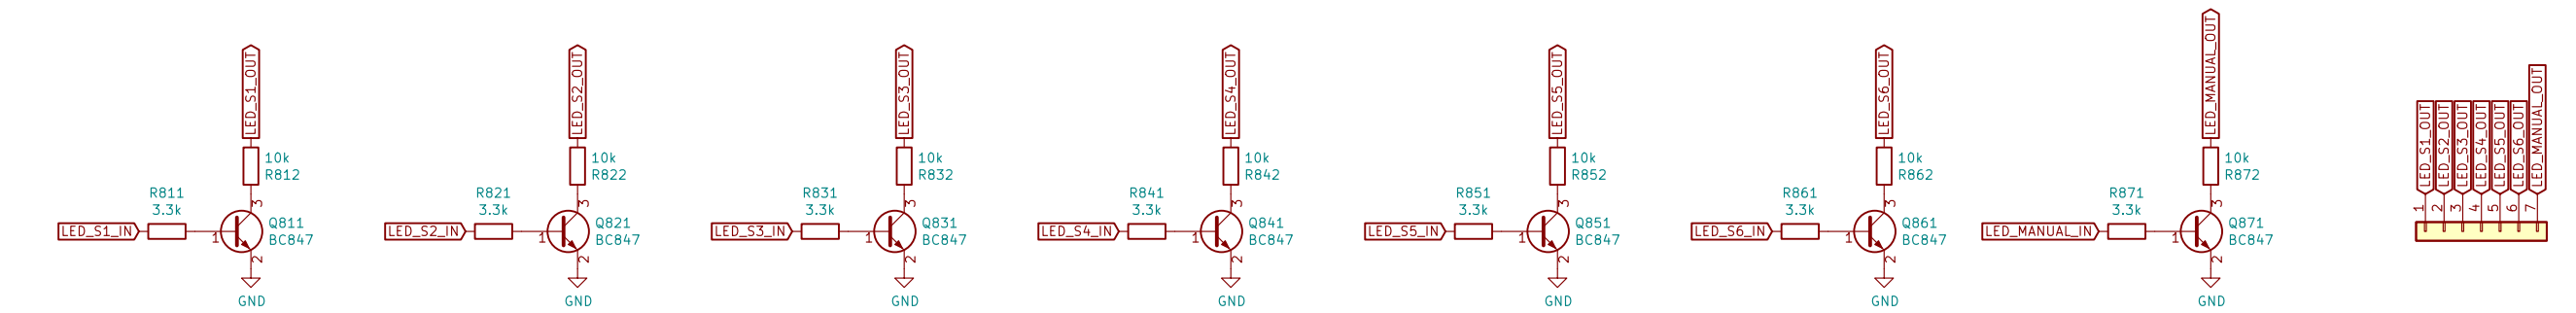 LED_S1_IN
R811
3.3k
LED_S1_OUT
10k
R812
1
3
2
Q811
BC847
GND
LED_S2_IN
R821
3.3k
LED_S2_OUT
10k
R822
1
3
2
Q821
BC847
GND
LED_S3_IN
R831
3.3k
LED_S3_OUT
10k
R832
1
3
2
Q831
BC847
GND
LED_S4_IN
R841
3.3k
LED_S4_OUT
10k
R842
1
3
2
Q841
BC847
GND
LED_S5_IN
R851
3.3k
LED_S5_OUT
10k
R852
1
3
2
Q851
BC847
GND
LED_S6_IN
R861
3.3k
LED_S6_OUT
10k
R862
1
3
2
Q861
BC847
GND
LED_MANUAL_IN
R871
3.3k
LED_MANUAL_OUT
10k
R872
1
3
2
Q871
BC847
GND
LED_S1_OUT
LED_S2_OUT
LED_S3_OUT
LED_S4_OUT
LED_S5_OUT
LED_S6_OUT
LED_MANUAL_OUT
1
2
3
4
5
6
7